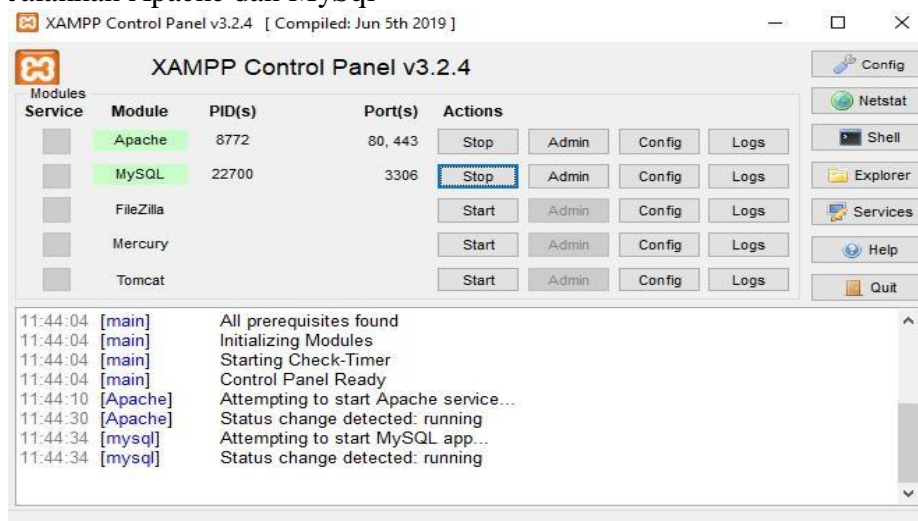 Jalankan Apache dan MySql
XAMPP Control Panel v3.2.4 [ Compiled: Jun 5th 2019 ]
XAMPP Control Panel v3.2.4
Config
Modules
Service Module PID(s) Port(s) Actions
Netstat
Apache 8772 80, 443 Stop Admin Config Logs
Shell
MySQL 22700 3306 Stop Admin Config Logs
Explorer
FileZilla Start Admin Config Logs
Services
Mercury Start Admin Config Logs
Help
Tomcat Start Admin Config Logs
Quit
11:44:04 [main] All prerequisites found
11:44:04 [main] Initializing Modules
11:44:04 [main] Starting Check-Timer
11:44:04 [main] Control Panel Ready
11:44:10 [Apache] Attempting to start Apache service...
11:44:30 [Apache] Status change detected: running
11:44:34 [mysql] Attempting to start MySQL app...
11:44:34 [mysql] Status change detected: running